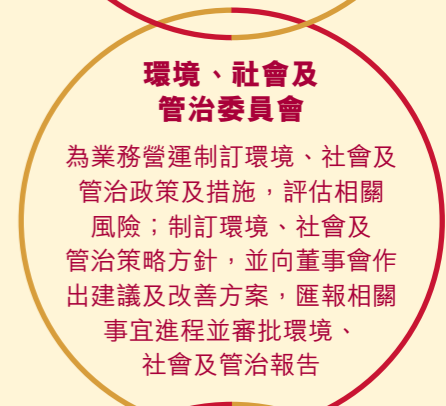 環境、社會及
管治委員會
為業務營運制訂環境、社會及
管治政策及措施，評估相關
風險；制訂環境、社會及
管治策略方針，並向董事會作
出建議及改善方案，匯報相關
事宜進程並審批環境、
社會及管治報告